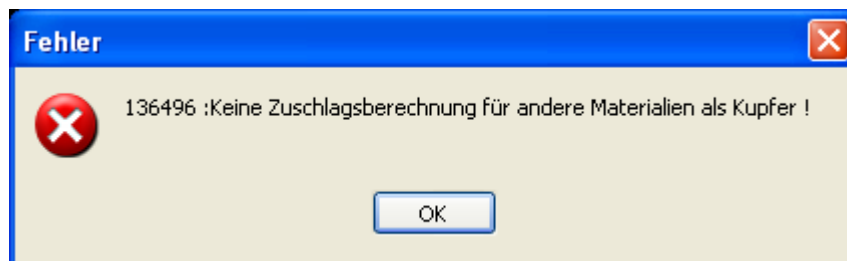 Fehler
136496 :Keine Zuschlagsberechnung für andere Materialien als Kupfer !
OK